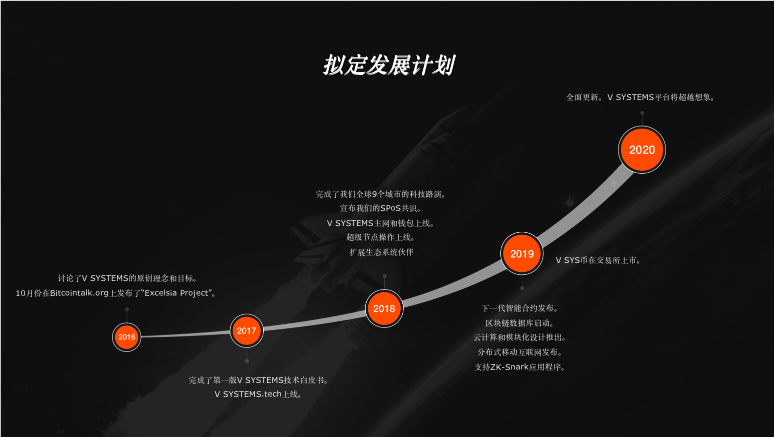 拟定发展计划
全面更新。V SYSTEMS平台将超越想象。
2020
完成了我们全球9个城市的科技路演。
宣布我们的SPoS共识。
V SYSTEMS主网和钱包上线。
超级节点操作上线。
扩展生态系统伙伴
2019
V SYS币在交易所上市。
讨论了V SYSTEMS的原创理念和目标。
10月份在Bitcointalk.org上发布了“Excelsia Project”。
2018
下一代智能合约发布。
区块链数据库启动。
云计算和模块化设计推出。
分布式移动互联网发布。
支持ZK-Snark应用程序。
2016
2017
完成了第一版V SYSTEMS技术白皮书。
V SYSTEMS.tech上线。